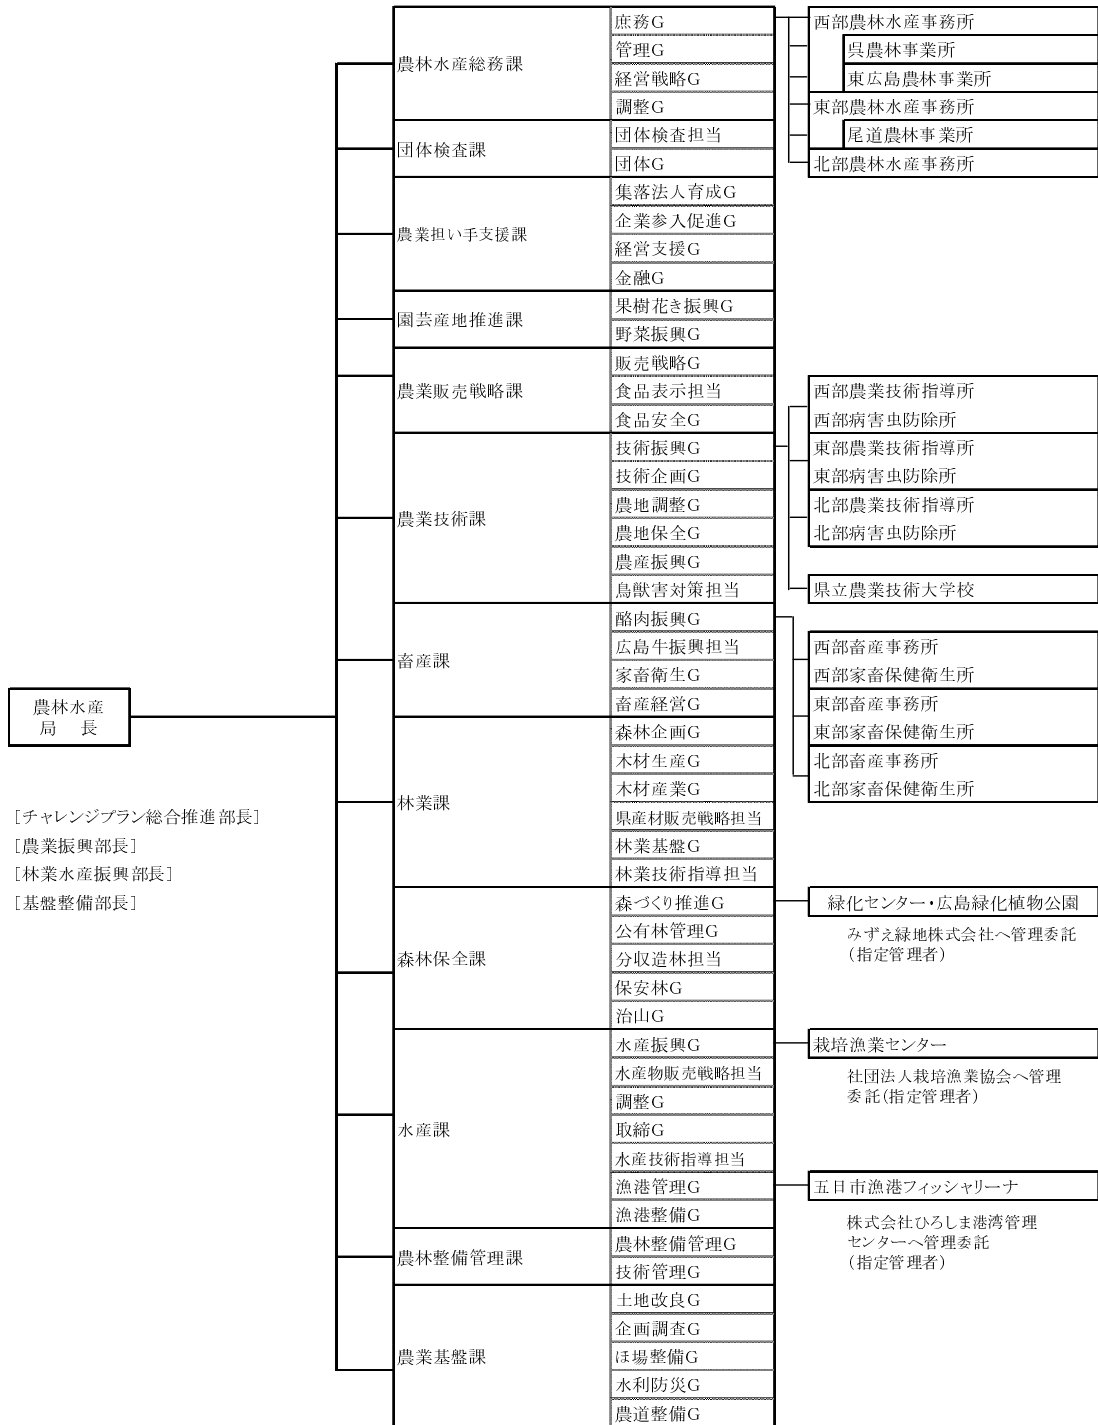 農林水産
局　長
[チャレンジプラン総合推進部長]
[農業振興部長]
[林業水産振興部長]
[基盤整備部長]
農林水産総務課
庶務G
管理G
経営戦略G
調整G
団体検査課
団体検査担当
団体G
農業担い手支援課
集落法人育成G
企業参入促進G
経営支援G
金融G
園芸産地推進課
果樹花き振興G
野菜振興G
農業販売戦略課
販売戦略G
食品表示担当
食品安全G
農業技術課
技術振興G
技術企画G
農地調整G
農地保全G
農産振興G
鳥獣害対策担当
畜産課
酪肉振興G
広島牛振興担当
家畜衛生G
畜産経営G
林業課
森林企画G
木材生産G
木材産業G
県産材販売戦略担当
林業基盤G
林業技術指導担当
森林保全課
森づくり推進G
公有林管理G
分収造林担当
保安林G
治山G
水産課
水産振興G
水産物販売戦略担当
調整G
取締G
水産技術指導担当
漁港管理G
漁港整備G
農林整備管理課
農林整備管理G
技術管理G
農業基盤課
土地改良G
企画調査G
ほ場整備G
水利防災G
農道整備G
西部農林水産事務所
呉農林事業所
東広島農林事業所
東部農林水産事務所
尾道農林事業所
北部農林水産事務所
西部農業技術指導所
西部病害虫防除所
東部農業技術指導所
東部病害虫防除所
北部農業技術指導所
北部病害虫防除所
県立農業技術大学校
西部畜産事務所
西部家畜保健衛生所
東部畜産事務所
東部家畜保健衛生所
北部畜産事務所
北部家畜保健衛生所
緑化センター・広島緑化植物公園
みずえ緑地株式会社へ管理委託
（指定管理者）
栽培漁業センター
社団法人栽培漁業協会へ管理
委託（指定管理者）
五日市漁港フィッシャリーナ
株式会社ひろしま港湾管理
センターへ管理委託
（指定管理者）